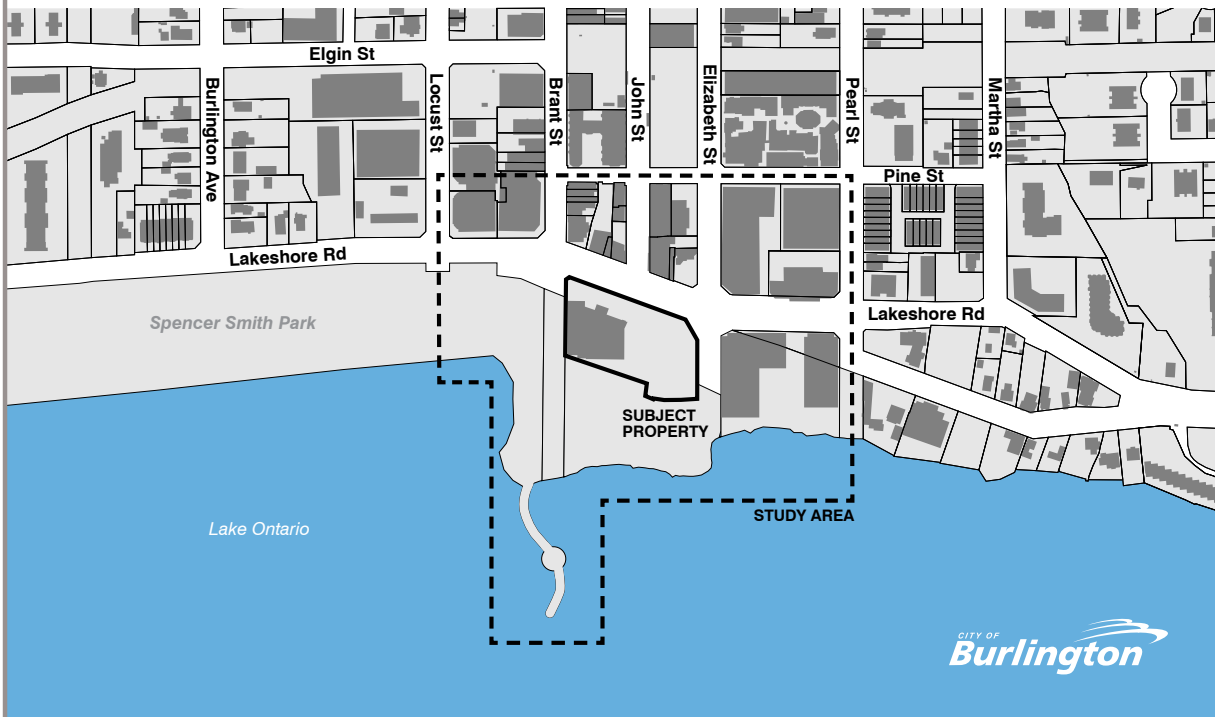 Elgin St
Burlington Ave
Locust St
Brant St
John St
Elizabeth St
Pearl St
Martha St
Pine St
Lakeshore Rd
Lakeshore Rd
Spencer Smith Park
SUBJECT
PROPERTY
STUDY AREA
Lake Ontario
CITY OF
Burlington